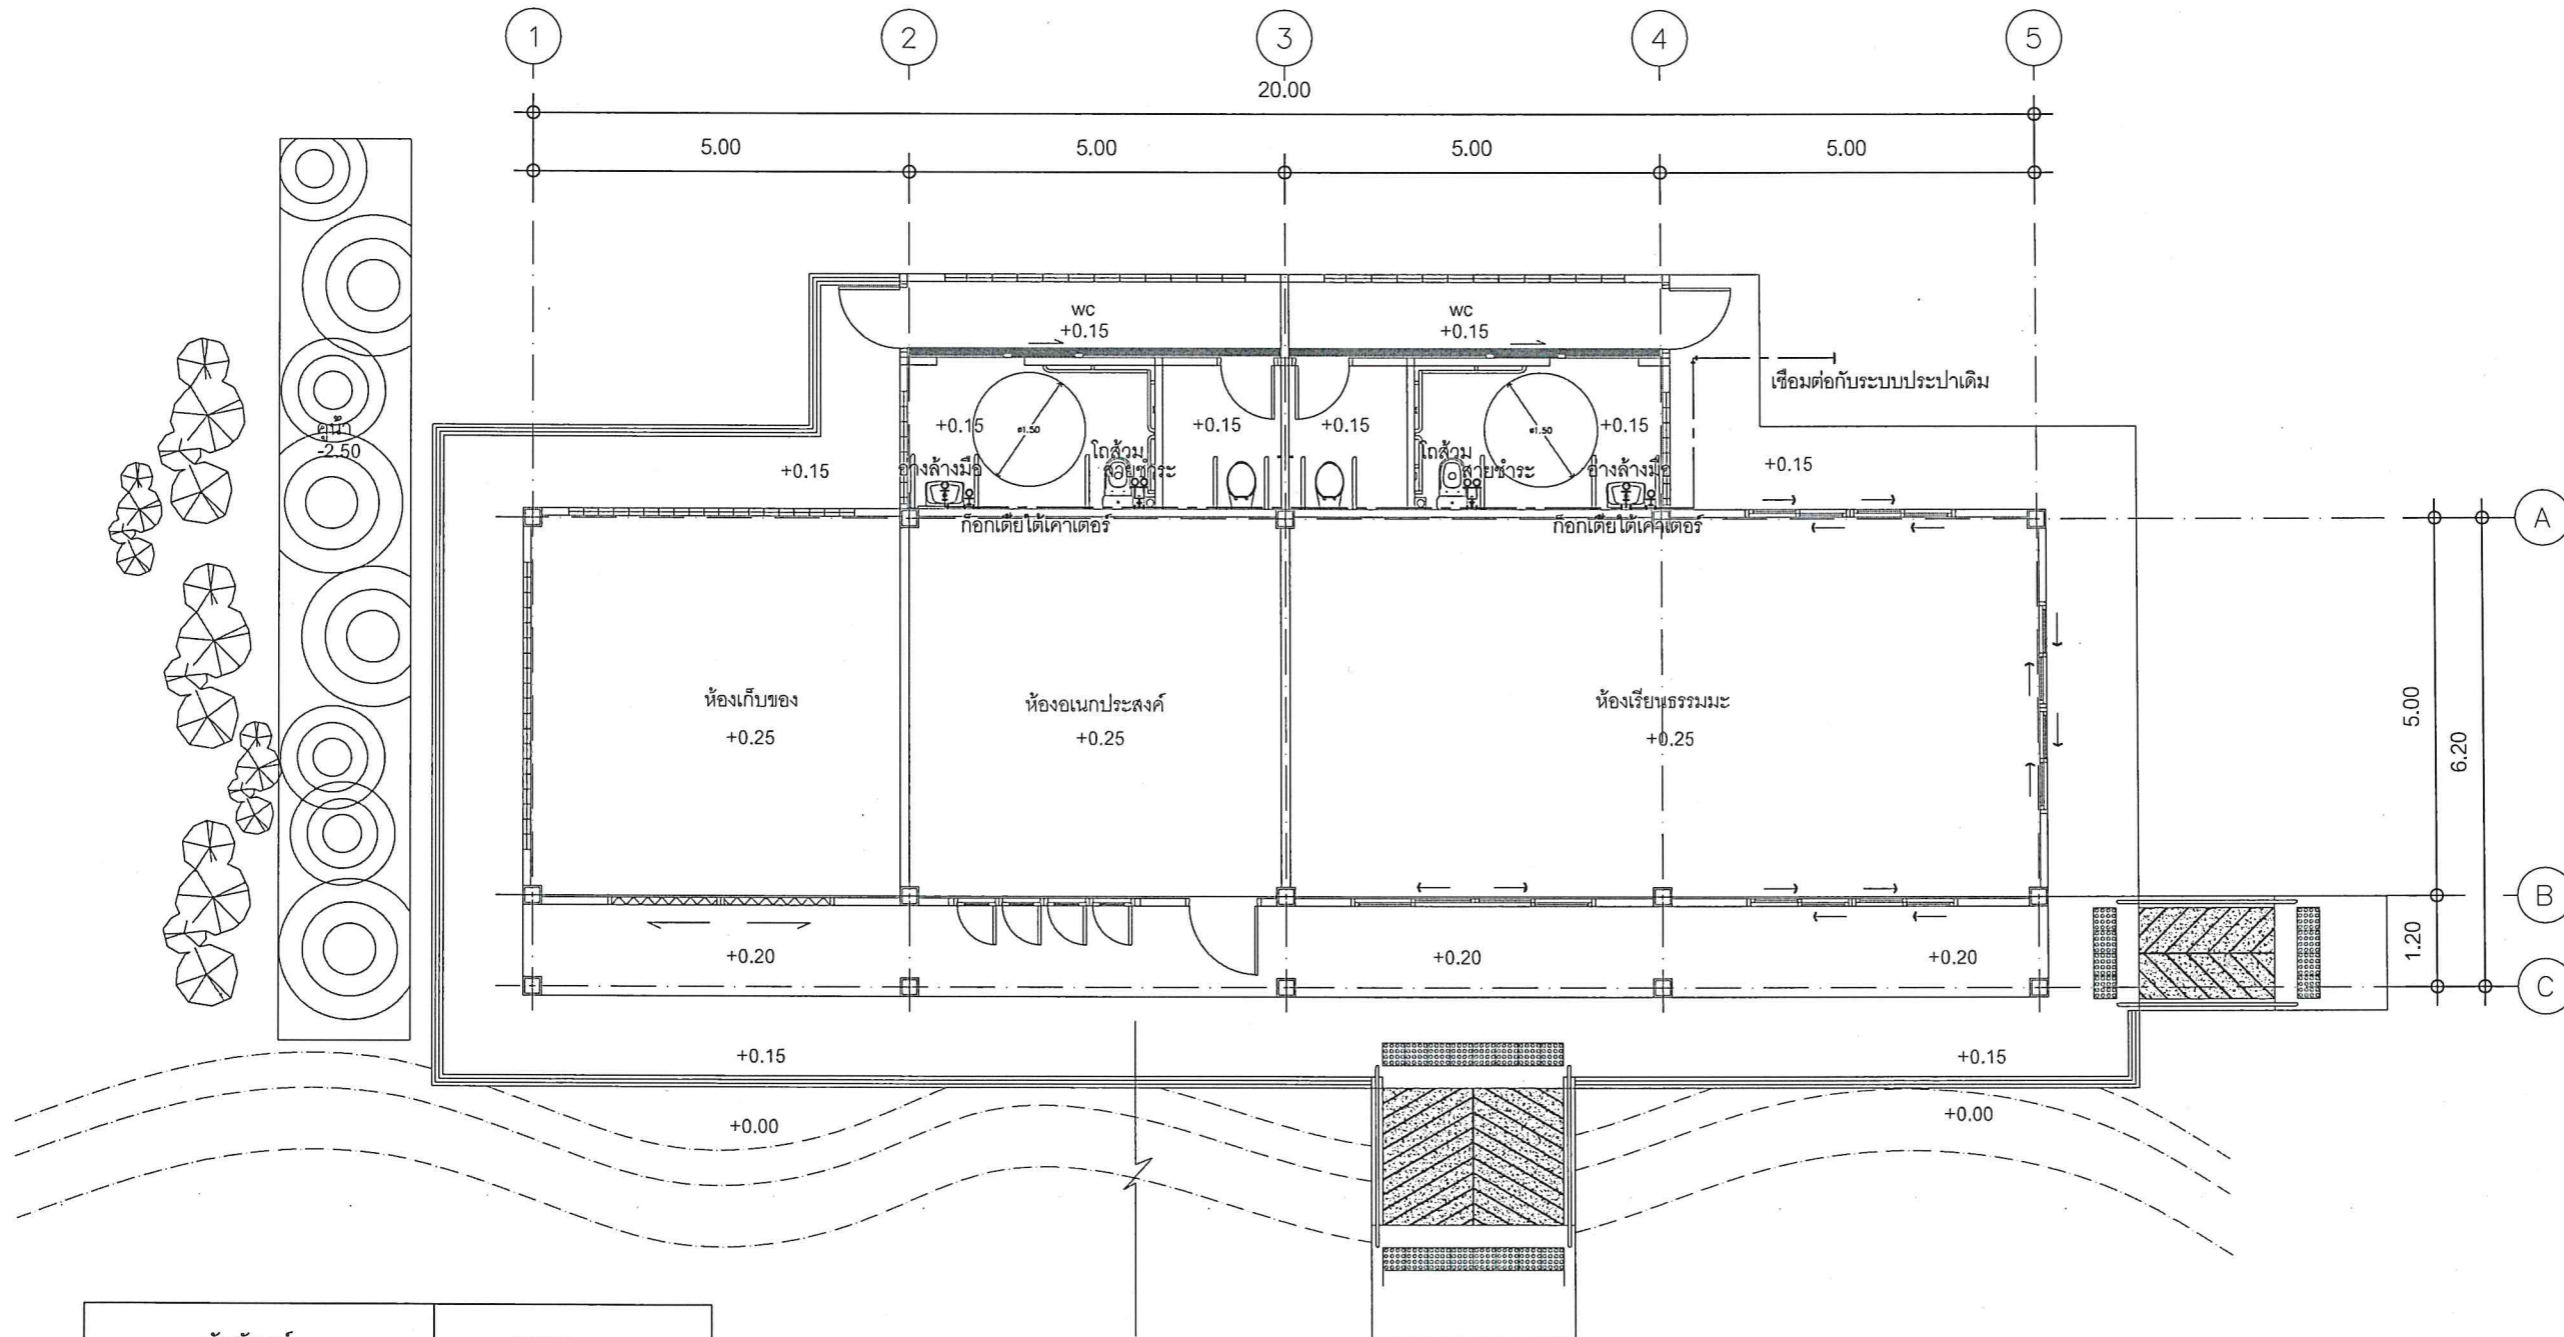 1 2 3 4 5
20.00
5.00 5.00 5.00 5.00
wc wc
+0.15 +0.15
เชื่อมต่อกับระบบประปาเดิม
+0.15 +0.15 +0.15 +0.15
ø1.50 ø1.50
คูน้ำ
-2.50
โถส้วม โถส้วม
อ่างล้างมือ สายชำระ สายชำระ อ่างล้างมือ
+0.15 +0.15
ก็อกเตี้ยใต้เคาเตอร์ ก็อกเตี้ยใต้เคาเตอร์
A
ห้องเก็บของ ห้องอเนกประสงค์ ห้องเรียนธรรมมะ
+0.25 +0.25 +0.25
5.00
6.20
B
+0.20 +0.20 +0.20
1.20
C
+0.15 +0.15
+0.00 +0.00